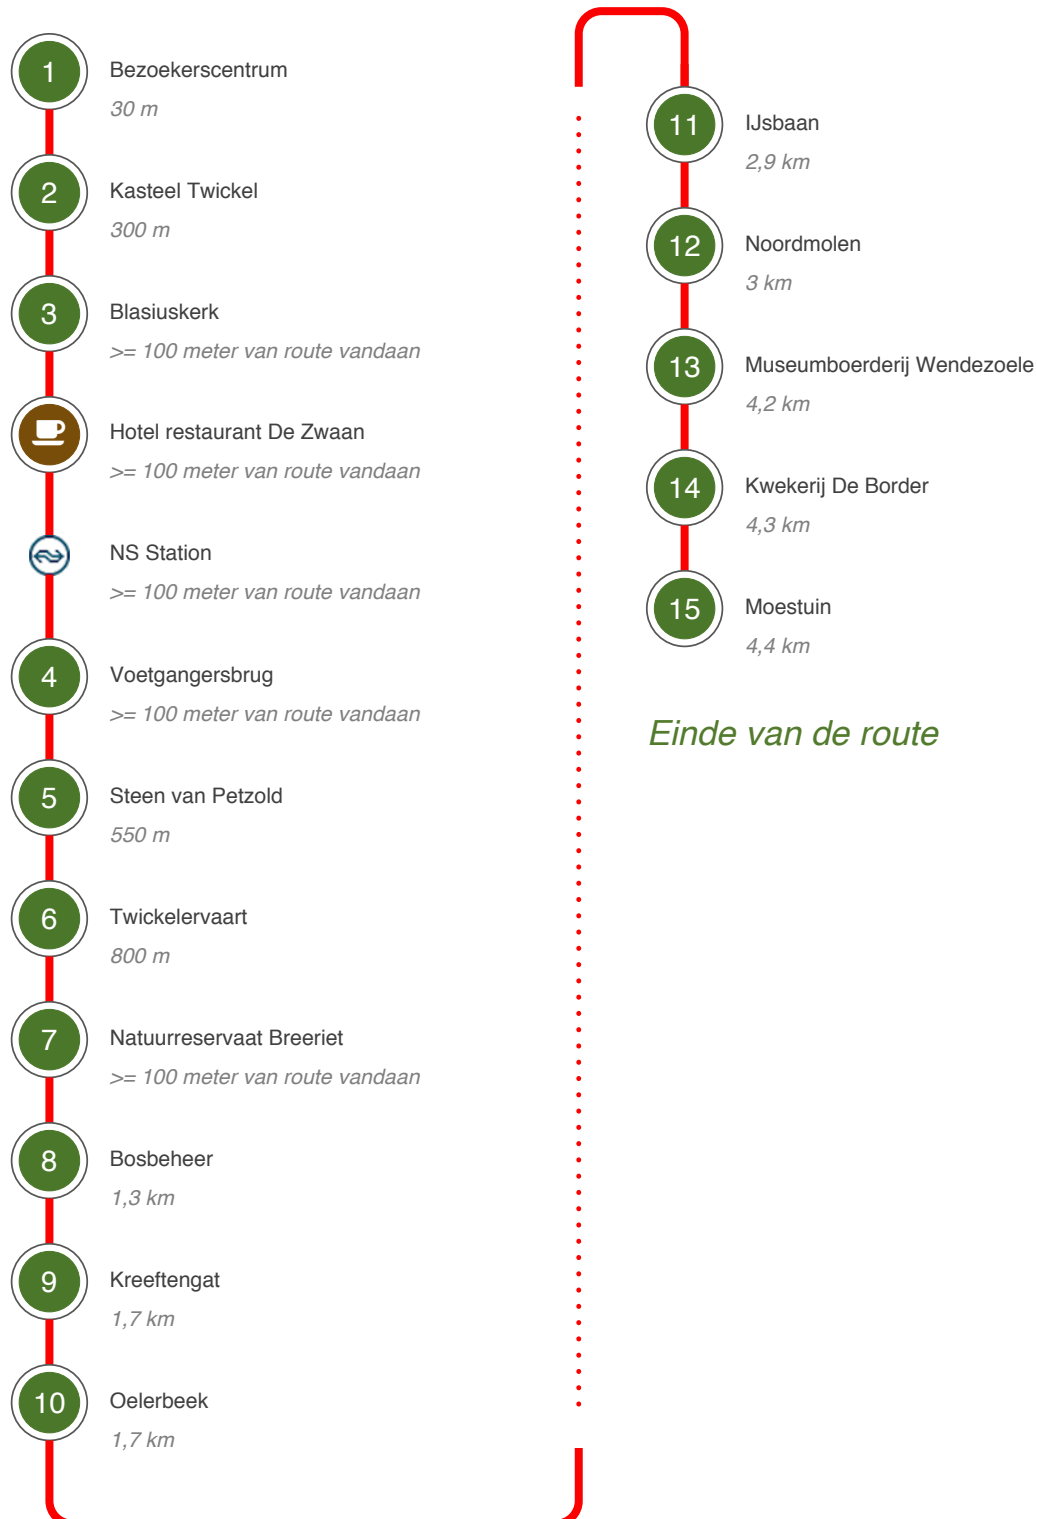 1
Bezoekerscentrum
30 m
2
Kasteel Twickel
300 m
3
Blasiuskerk
>= 100 meter van route vandaan
Hotel restaurant De Zwaan
>= 100 meter van route vandaan
NS Station
>= 100 meter van route vandaan
4
Voetgangersbrug
>= 100 meter van route vandaan
5
Steen van Petzold
550 m
6
Twickelervaart
800 m
7
Natuurreservaat Breeriet
>= 100 meter van route vandaan
8
Bosbeheer
1,3 km
9
Kreeftengat
1,7 km
10
Oelerbeek
1,7 km
11
IJsbaan
2,9 km
12
Noordmolen
3 km
13
Museumboerderij Wendezoele
4,2 km
14
Kwekerij De Border
4,3 km
15
Moestuin
4,4 km
Einde van de route